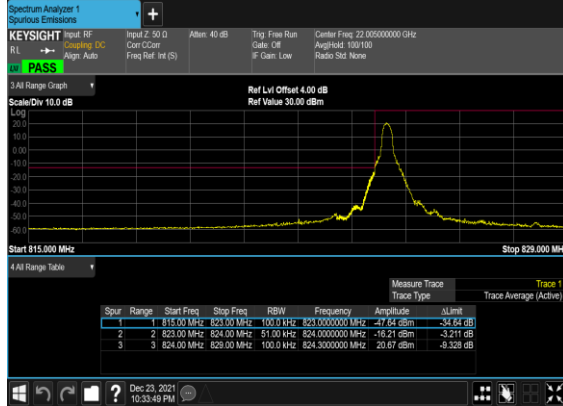 Spectrum Analyzer 1
Spurious Emissions
+
KEYSIGHT Input: RF Input Z: 50 Ω Atten: 40 dB Trig: Free Run Center Freq: 22.005000000 GHz
RL Coupling: DC Corr CCorr Gate: Off Avg|Hold: 100/100
Align: Auto Freq Ref: Int (S) IF Gain: Low Radio Std: None
PASS
3 All Range Graph
Ref Lvl Offset 4.00 dB
Scale/Div 10.0 dB Ref Value 30.00 dBm
Log
20.0
10.0
0.00
-10.0
-20.0
-30.0
-40.0
-50.0
-60.0
Start 815.000 MHz Stop 829.000 MH
4 All Range Table
Measure Trace Trace 1
Trace Type Trace Average (Active)
Spur Range Start Freq Stop Freq RBW Frequency Amplitude ΔLimit
1 1 815.00 MHz 823.00 MHz 100.0 kHz 823.0000000 MHz -47.64 dBm -34.64 dB
2 2 823.00 MHz 824.00 MHz 51.00 kHz 824.0000000 MHz -16.21 dBm -3.211 dB
3 3 824.00 MHz 829.00 MHz 100.0 kHz 824.3000000 MHz 20.67 dBm -9.328 dB
? Dec 23, 2021
10:33:49 PM